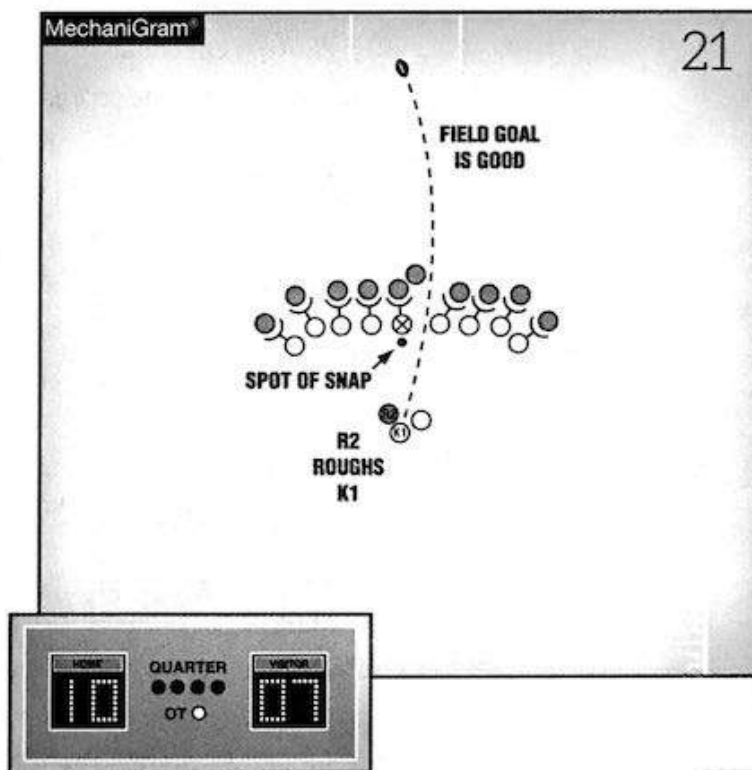 MechaniGram®
21
FIELD GOAL
IS GOOD
SPOT OF SNAP
R2
K1
R2
ROUGHS
K1
HOME
QUARTER
VISITOR
10
07
OT